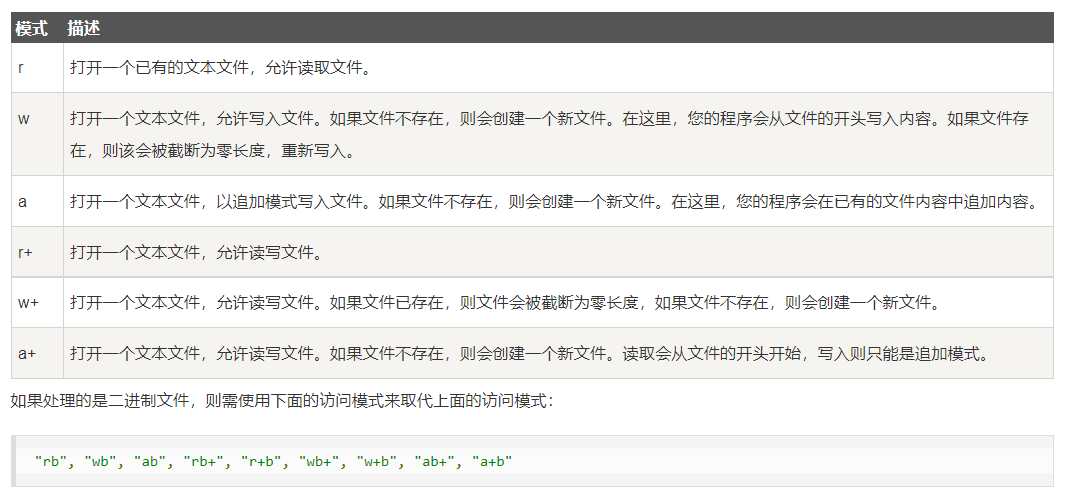 模式 描述
r 打开一个已有的文本文件，允许读取文件。
w 打开一个文本文件，允许写入文件。如果文件不存在，则会创建一个新文件。在这里，您的程序会从文件的开头写入内容。如果文件存
在，则该会被截断为零长度，重新写入。
a 打开一个文本文件，以追加模式写入文件。如果文件不存在，则会创建一个新文件。在这里，您的程序会在已有的文件内容中追加内容。
r+ 打开一个文本文件，允许读写文件。
w+ 打开一个文本文件，允许读写文件。如果文件已存在，则文件会被截断为零长度，如果文件不存在，则会创建一个新文件。
a+ 打开一个文本文件，允许读写文件。如果文件不存在，则会创建一个新文件。读取会从文件的开头开始，写入则只能是追加模式。
如果处理的是二进制文件，则需使用下面的访问模式来取代上面的访问模式：
"rb", "wb", "ab", "rb+", "r+b", "wb+", "w+b", "ab+", "a+b"